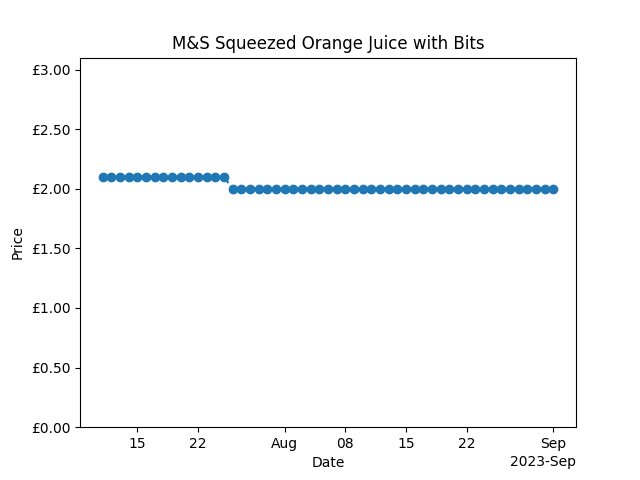 M&S Squeezed Orange Juice with Bits
£3.00
£2.50
£2.00
£1.50
£1.00
£0.50
£0.00
Price
15 22 Aug 08 15 22 Sep
Date
2023-Sep